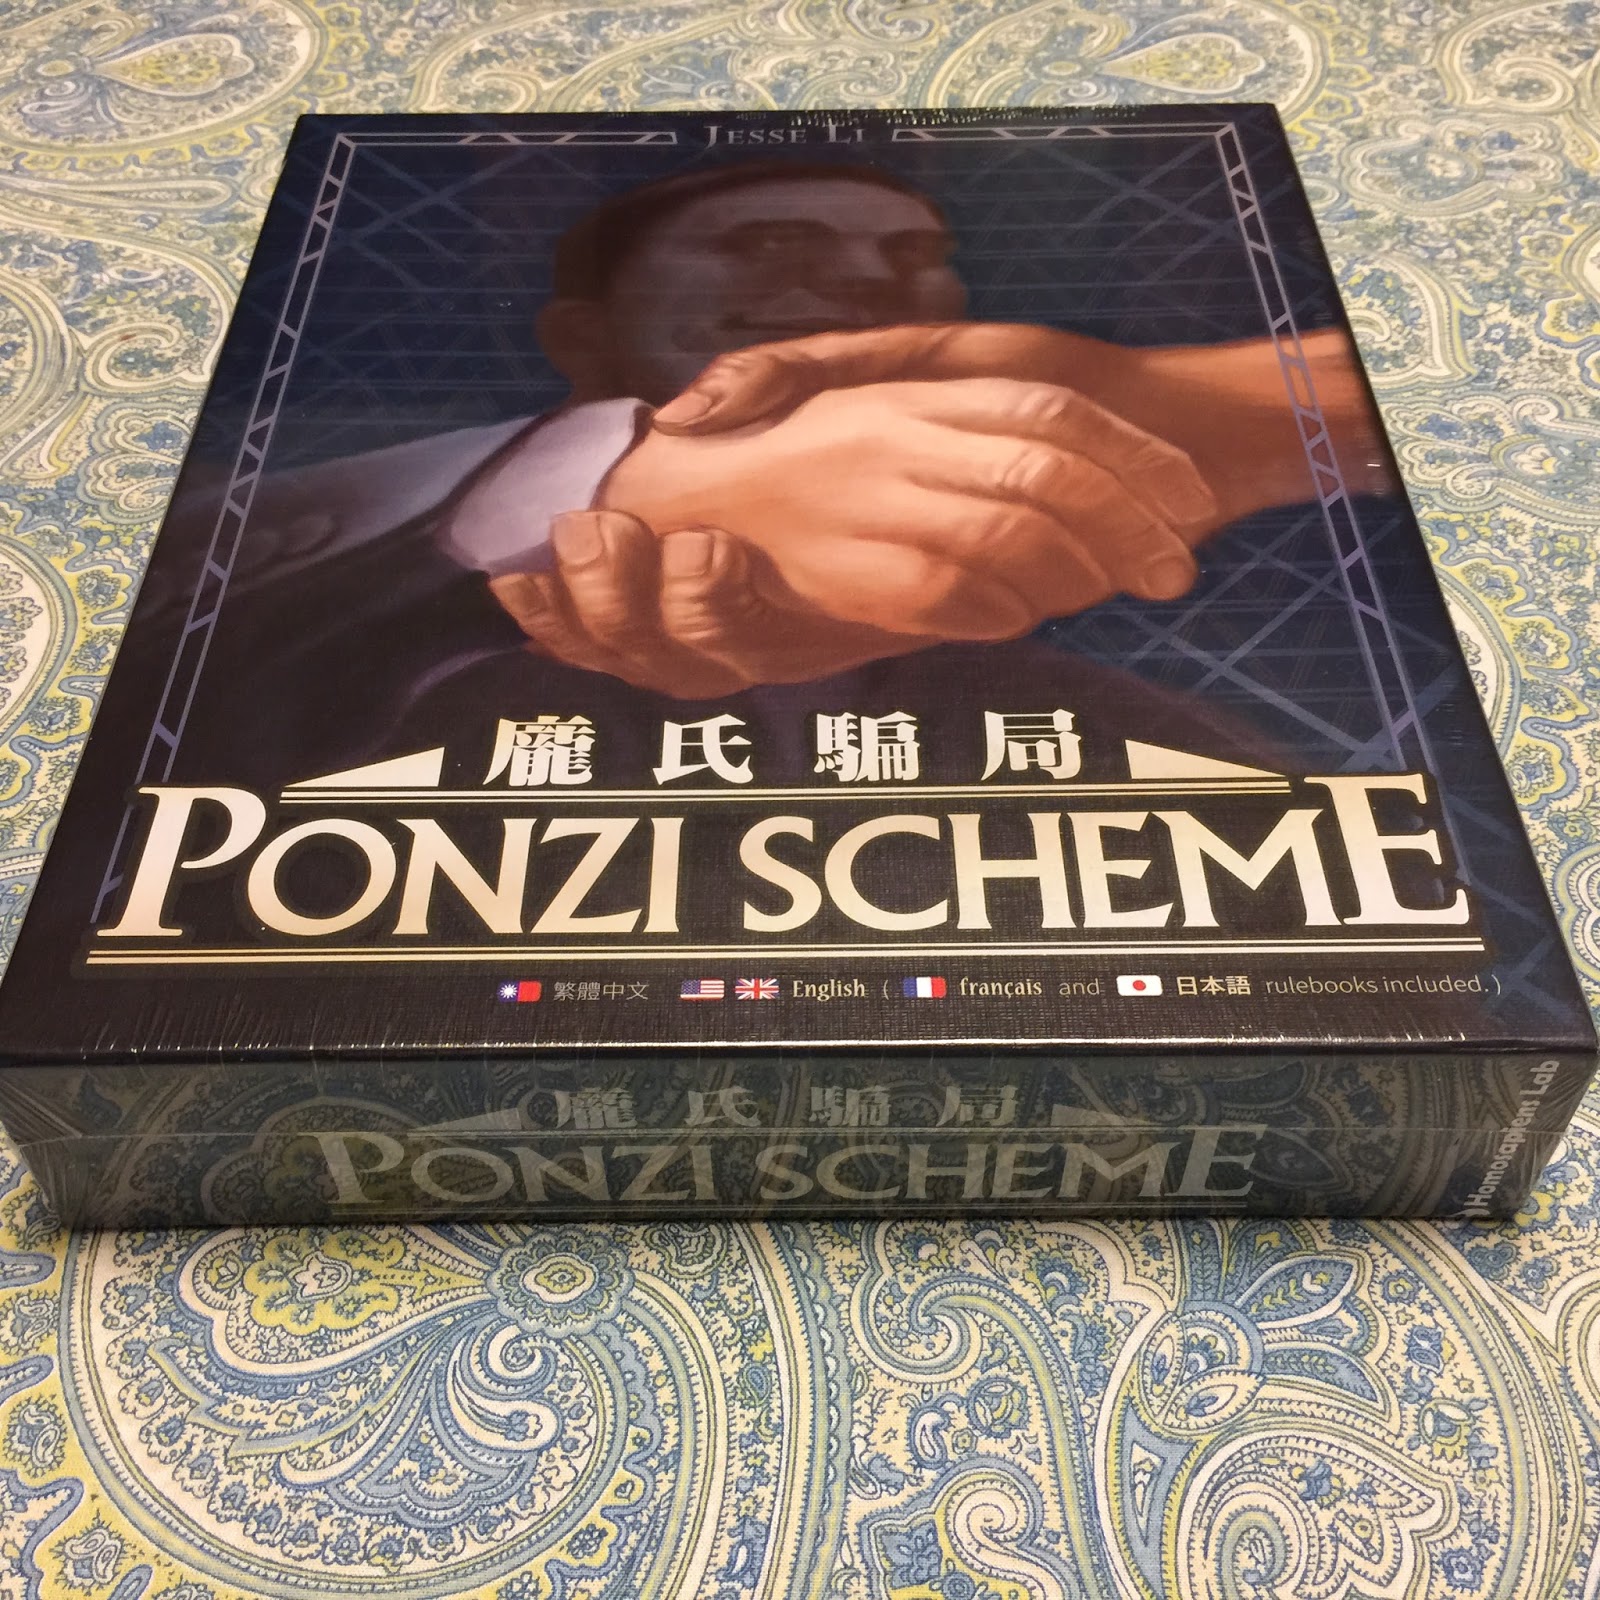 JESSE LI
龐氏騙局
PONZI SCHEME
繁體中文 English ( français and 日本語 rulebooks included. )
龐氏騙局
PONZI SCHEME
Homosapiens Lab